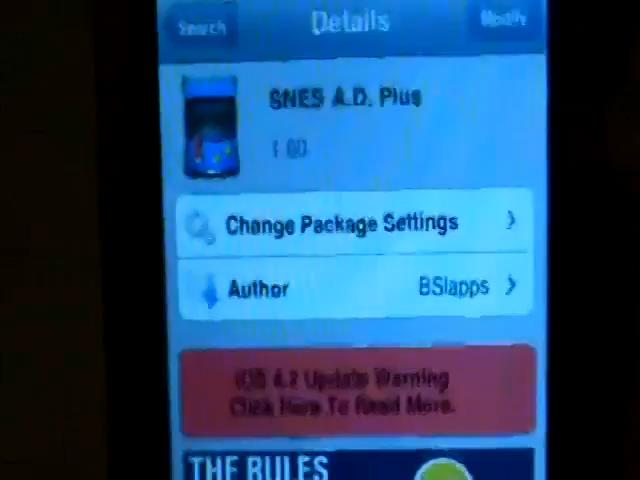 Search
Details
Modify
SNES A.D. Plus
Change Package Settings
Author
BSIapps
iOS 4.2 Update Warning
Click Here To Read More.
THE RULES